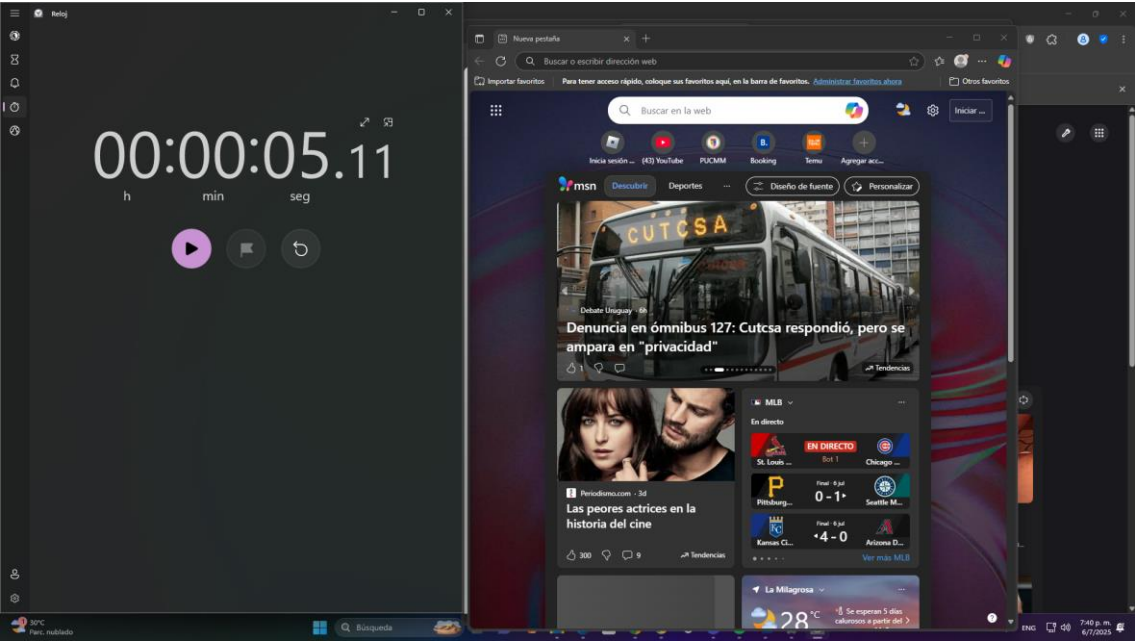 Reloj
00:00:05.11
h min seg
Nueva pestaña
Buscar o escribir dirección web
Importar favoritos
Para tener acceso rápido, coloque sus favoritos aquí, en la barra de favoritos. Administrar favoritos ahora
Otros favoritos
Buscar en la web
Iniciar ...
Inicia sesión ...
(43) YouTube
PUCMM
Booking
Temu
Agregar acc...
msn
Descubrir
Deportes
...
Diseño de fuente
Personalizar
CUTCSA
Debate Uruguay · 6h
Denuncia en ómnibus 127: Cutcsa respondió, pero se
ampara en "privacidad"
1
Tendencias
Periodismo.com · 3d
Las peores actrices en la
historia del cine
300
9
Tendencias
MLB
En directo
St. Louis ...
EN DIRECTO
Bot 1
Chicago ...
Pittsburg...
Final · 6 jul
0 - 1
Seattle M...
Kansas Ci...
Final · 6 jul
4 - 0
Arizona D...
Ver más MLB
La Milagrosa
28°C
Se esperan 5 días
calurosos a partir del
30°C
Parc. nublado
Búsqueda
ENG
7:40 p. m.
6/7/2025